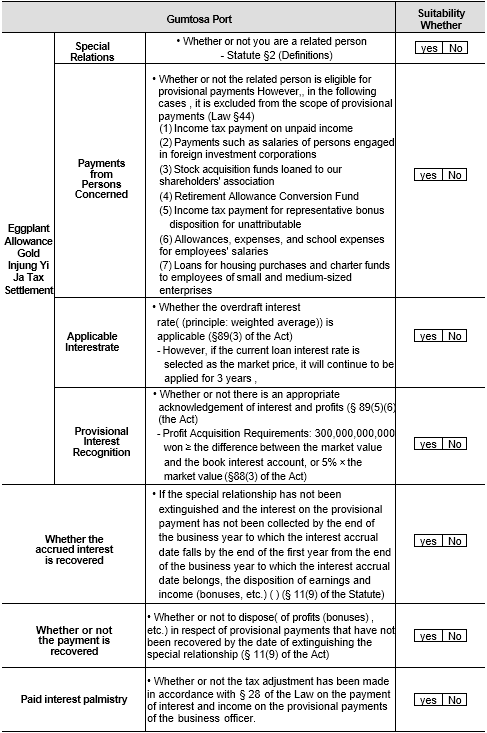 Gumtosa Port
Suitability
Whether
Special
Relations
• Whether or not you are a related person
- Statute §2 (Definitions)
yes No
Eggplant
Allowance
Gold
Injung Yi
Ja Tax
Settlement
Payments
from
Persons
Concerned
• Whether or not the related person is eligible for
provisional payments However,, in the following
cases , it is excluded from the scope of provisional
payments (Law §44)
(1) Income tax payment on unpaid income
(2) Payments such as salaries of persons engaged
in foreign investment corporations
(3) Stock acquisition funds loaned to our
shareholders' association
(4) Retirement Allowance Conversion Fund
(5) Income tax payment for representative bonus
disposition for unattributable
(6) Allowances, expenses, and school expenses
for employees' salaries
(7) Loans for housing purchases and charter funds
to employees of small and medium-sized
enterprises
yes No
Applicable
Interestrate
• Whether the overdraft interest
rate( (principle: weighted average)) is
applicable (§89(3) of the Act)
- However, if the current loan interest rate is
selected as the market price, it will continue to be
applied for 3 years ,
yes No
Provisional
Interest
Recognition
• Whether or not there is an appropriate
acknowledgement of interest and profits (§ 89(5)(6)
(the Act)
- Profit Acquisition Requirements: 300,000,000,000
won ≥ the difference between the market value
and the book interest account, or 5% × the
market value (§88(3) of the Act)
yes No
Whether the
accrued interest
is recovered
• If the special relationship has not been
extinguished and the interest on the provisional
payment has not been collected by the end of
the business year to which the interest accrual
date falls by the end of the first year from the end
of the business year to which the interest accrual
date belongs, the disposition of earnings and
income (bonuses, etc.) ( ) (§ 11(9) of the Statute)
yes No
Whether or not
the payment is
recovered
• Whether or not to dispose( of profits (bonuses) ,
etc.) in respect of provisional payments that have not
been recovered by the date of extinguishing the
special relationship (§ 11(9) of the Act)
yes No
Paid interest palmistry
• Whether or not the tax adjustment has been made
in accordance with § 28 of the Law on the payment
of interest and income on the provisional payments
of the business officer.
yes No